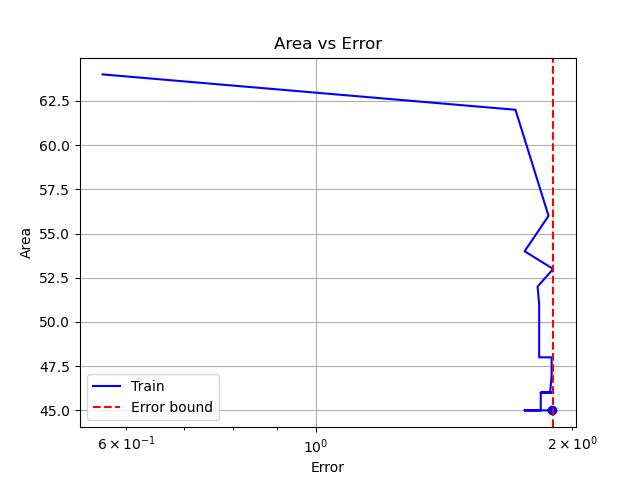 Area vs Error
Area
62.5
60.0
57.5
55.0
52.5
50.0
47.5
45.0
Train
Error bound
6 × 10⁻¹
10⁰
2 × 10⁰
Error